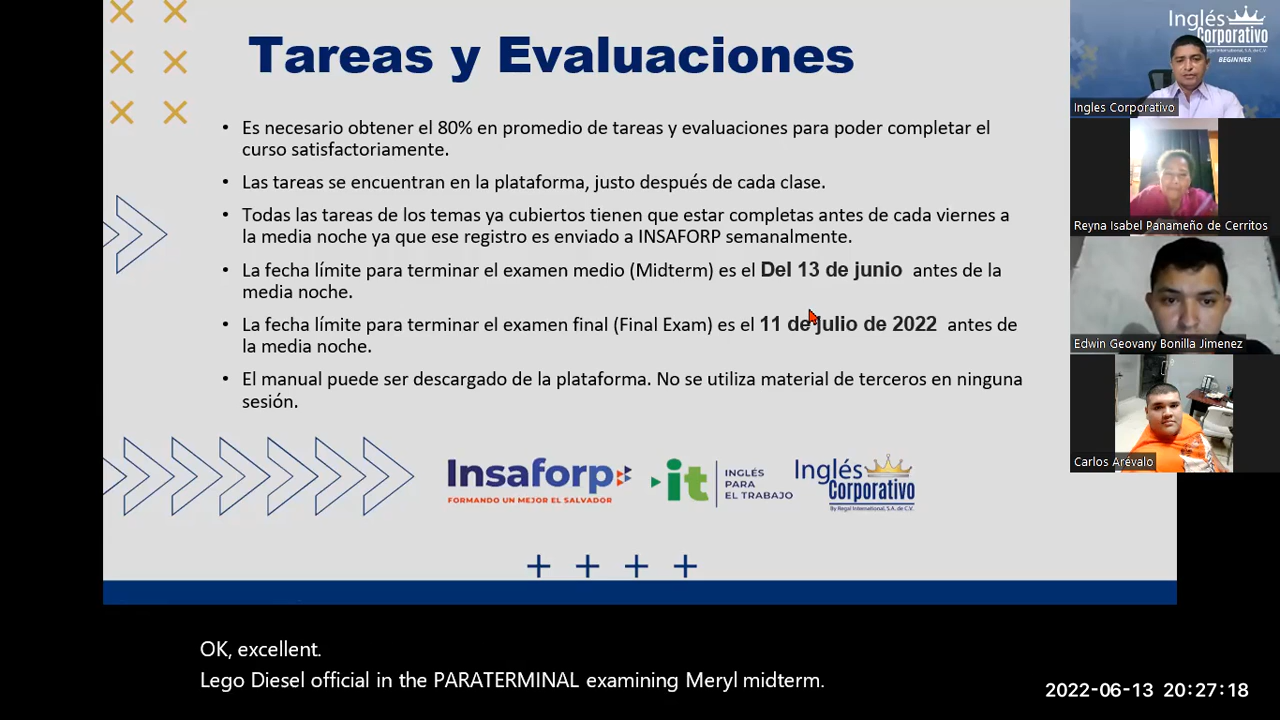 Tareas y Evaluaciones
• Es necesario obtener el 80% en promedio de tareas y evaluaciones para poder completar el
curso satisfactoriamente.
• Las tareas se encuentran en la plataforma, justo después de cada clase.
• Todas las tareas de los temas ya cubiertos tienen que estar completas antes de cada viernes a
la media noche ya que ese registro es enviado a INSAFORP semanalmente.
• La fecha límite para terminar el examen medio (Midterm) es el Del 13 de junio antes de la
media noche.
• La fecha límite para terminar el examen final (Final Exam) es el 11 de julio de 2022 antes de
la media noche.
• El manual puede ser descargado de la plataforma. No se utiliza material de terceros en ninguna
sesión.
Insaforp
FORMANDO UN MEJOR EL SALVADOR
it
INGLÉS
PARA
EL TRABAJO
Inglés
Corporativo
By Regal International, S.A. de C.V.
Inglés
Corporativo
By Regal International, S.A. de C.V.
BEGINNER
Ingles Corporativo
Reyna Isabel Panameño de Cerritos
Edwin Geovany Bonilla Jimenez
Carlos Arévalo
OK, excellent.
Lego Diesel official in the PARATERMINAL examining Meryl midterm.
2022-06-13 20:27:18